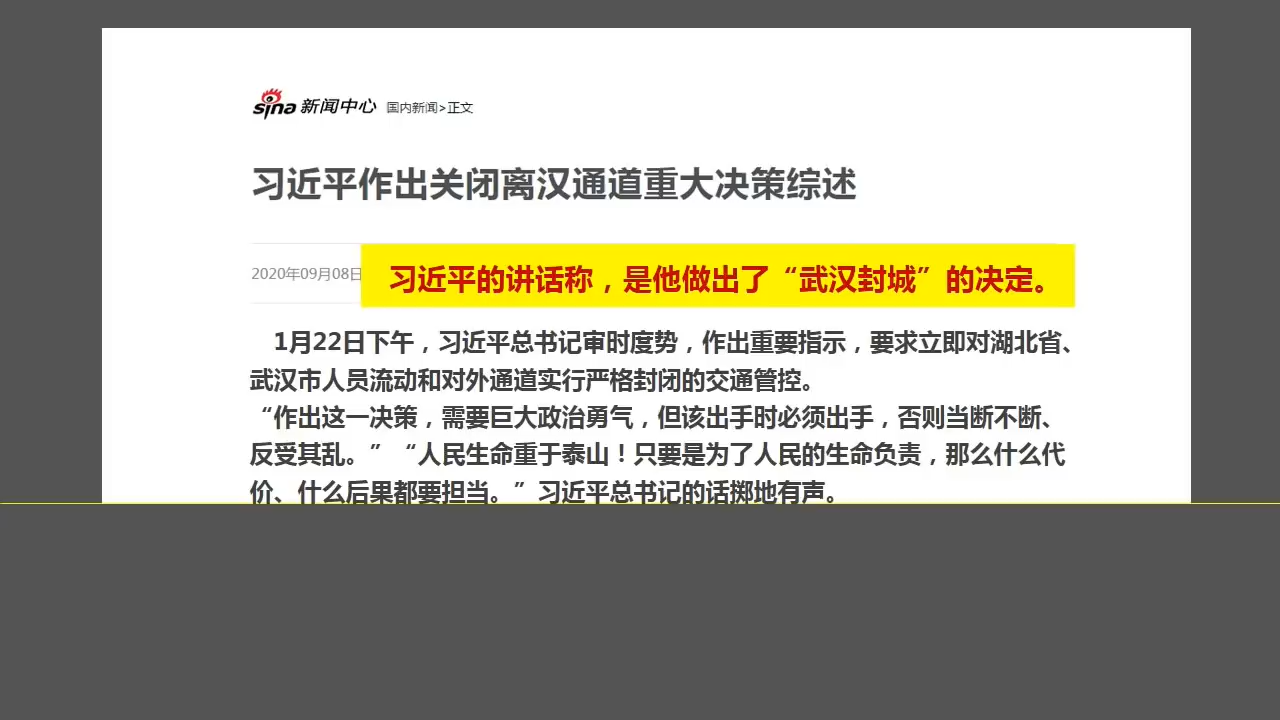 sina 新闻中心 国内新闻>正文
习近平作出关闭离汉通道重大决策综述
2020年09月08日
习近平的讲话称，是他做出了“武汉封城”的决定。
1月22日下午，习近平总书记审时度势，作出重要指示，要求立即对湖北省、
武汉市人员流动和对外通道实行严格封闭的交通管控。
“作出这一决策，需要巨大政治勇气，但该出手时必须出手，否则当断不断、
反受其乱。”“人民生命重于泰山！只要是为了人民的生命负责，那么什么代
价、什么后果都要担当。”习近平总书记的话掷地有声。